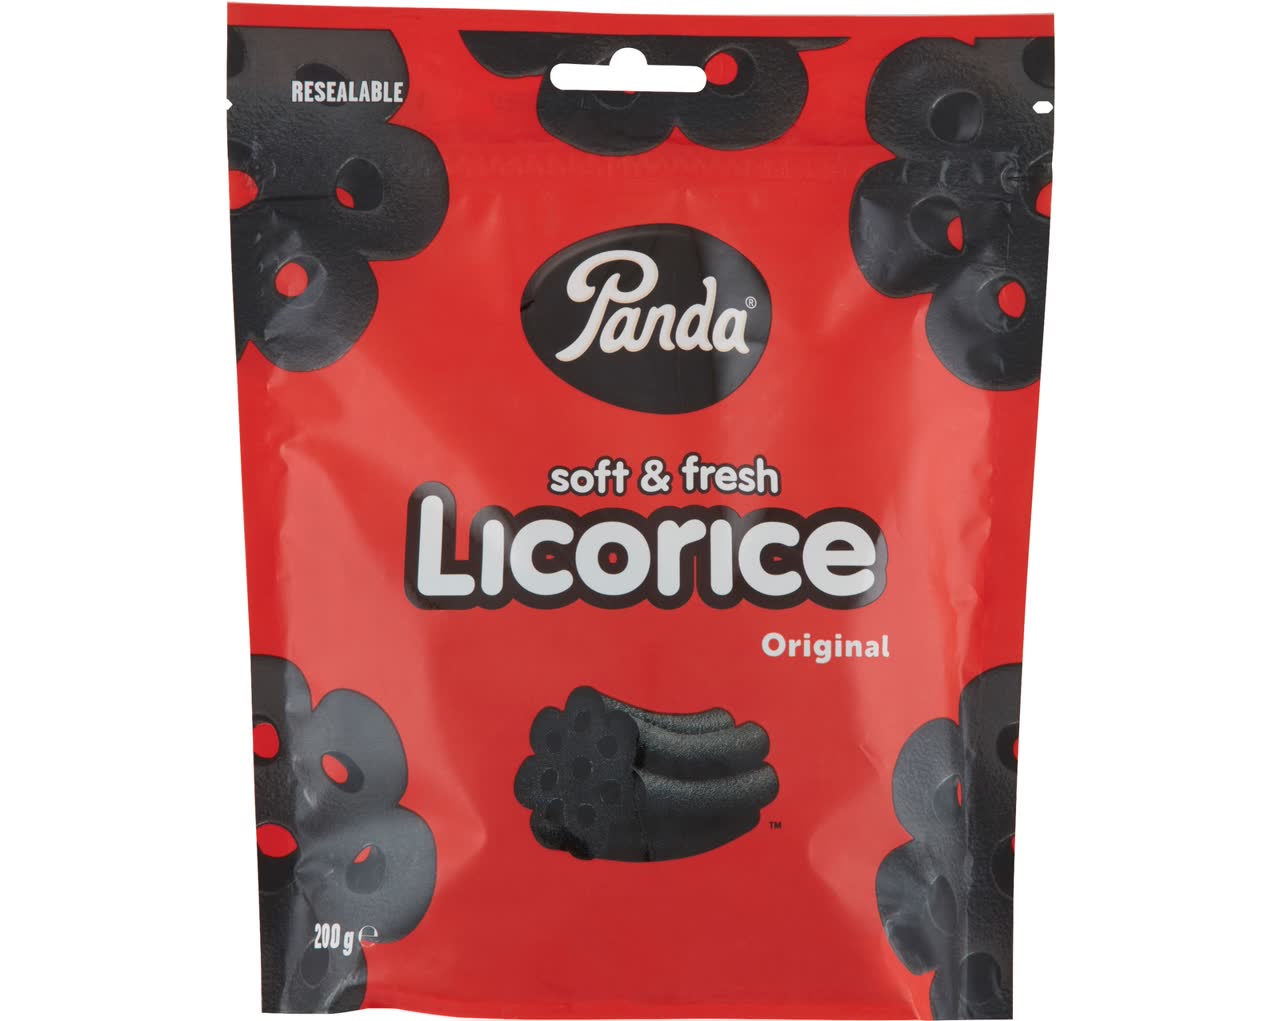 RESEALABLE
Panda®
soft & fresh
Licorice
Original
TM
200 g ℮